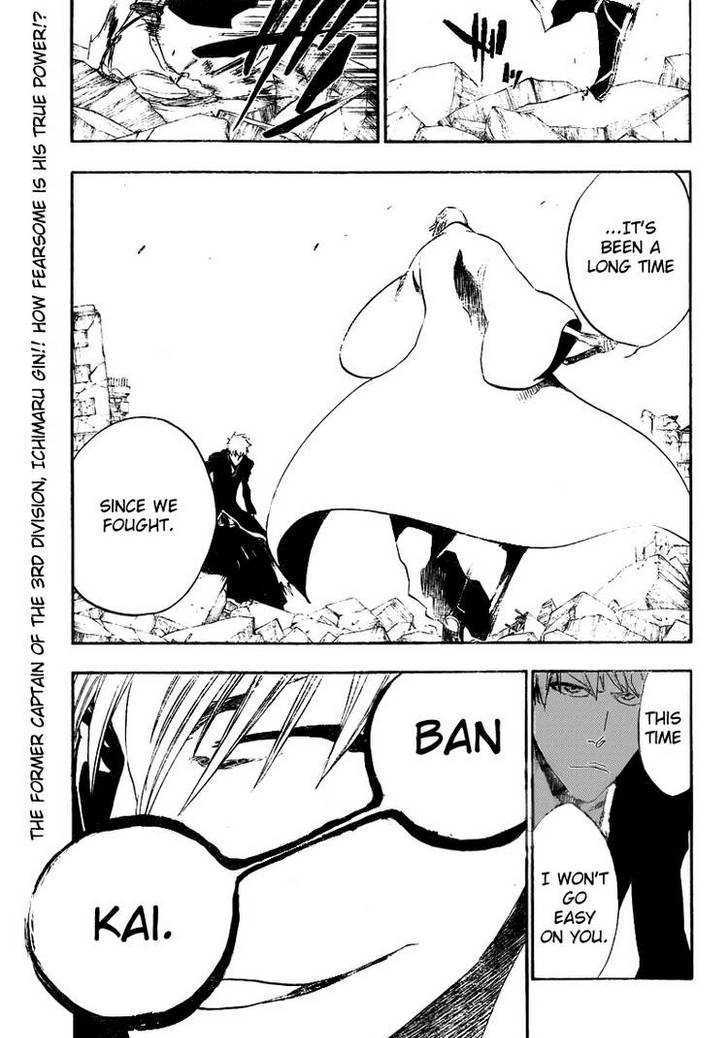 THE FORMER CAPTAIN OF THE 3RD DIVISION, ICHIMARU GIN!! HOW FEARSOME IS HIS TRUE POWER!?
...IT'S
BEEN A
LONG TIME
SINCE WE
FOUGHT.
THIS
TIME
I WON'T
GO
EASY
ON YOU.
BAN
KAI.